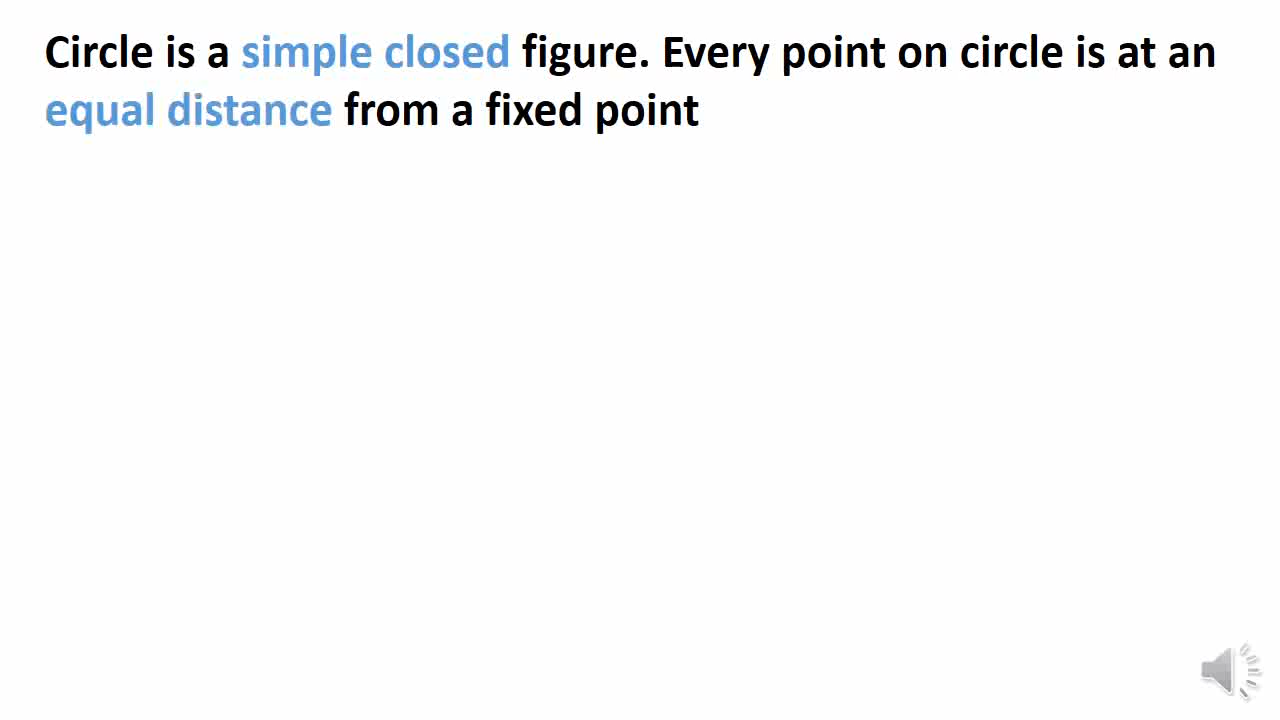 Circle is a simple closed figure. Every point on circle is at an
equal distance from a fixed point